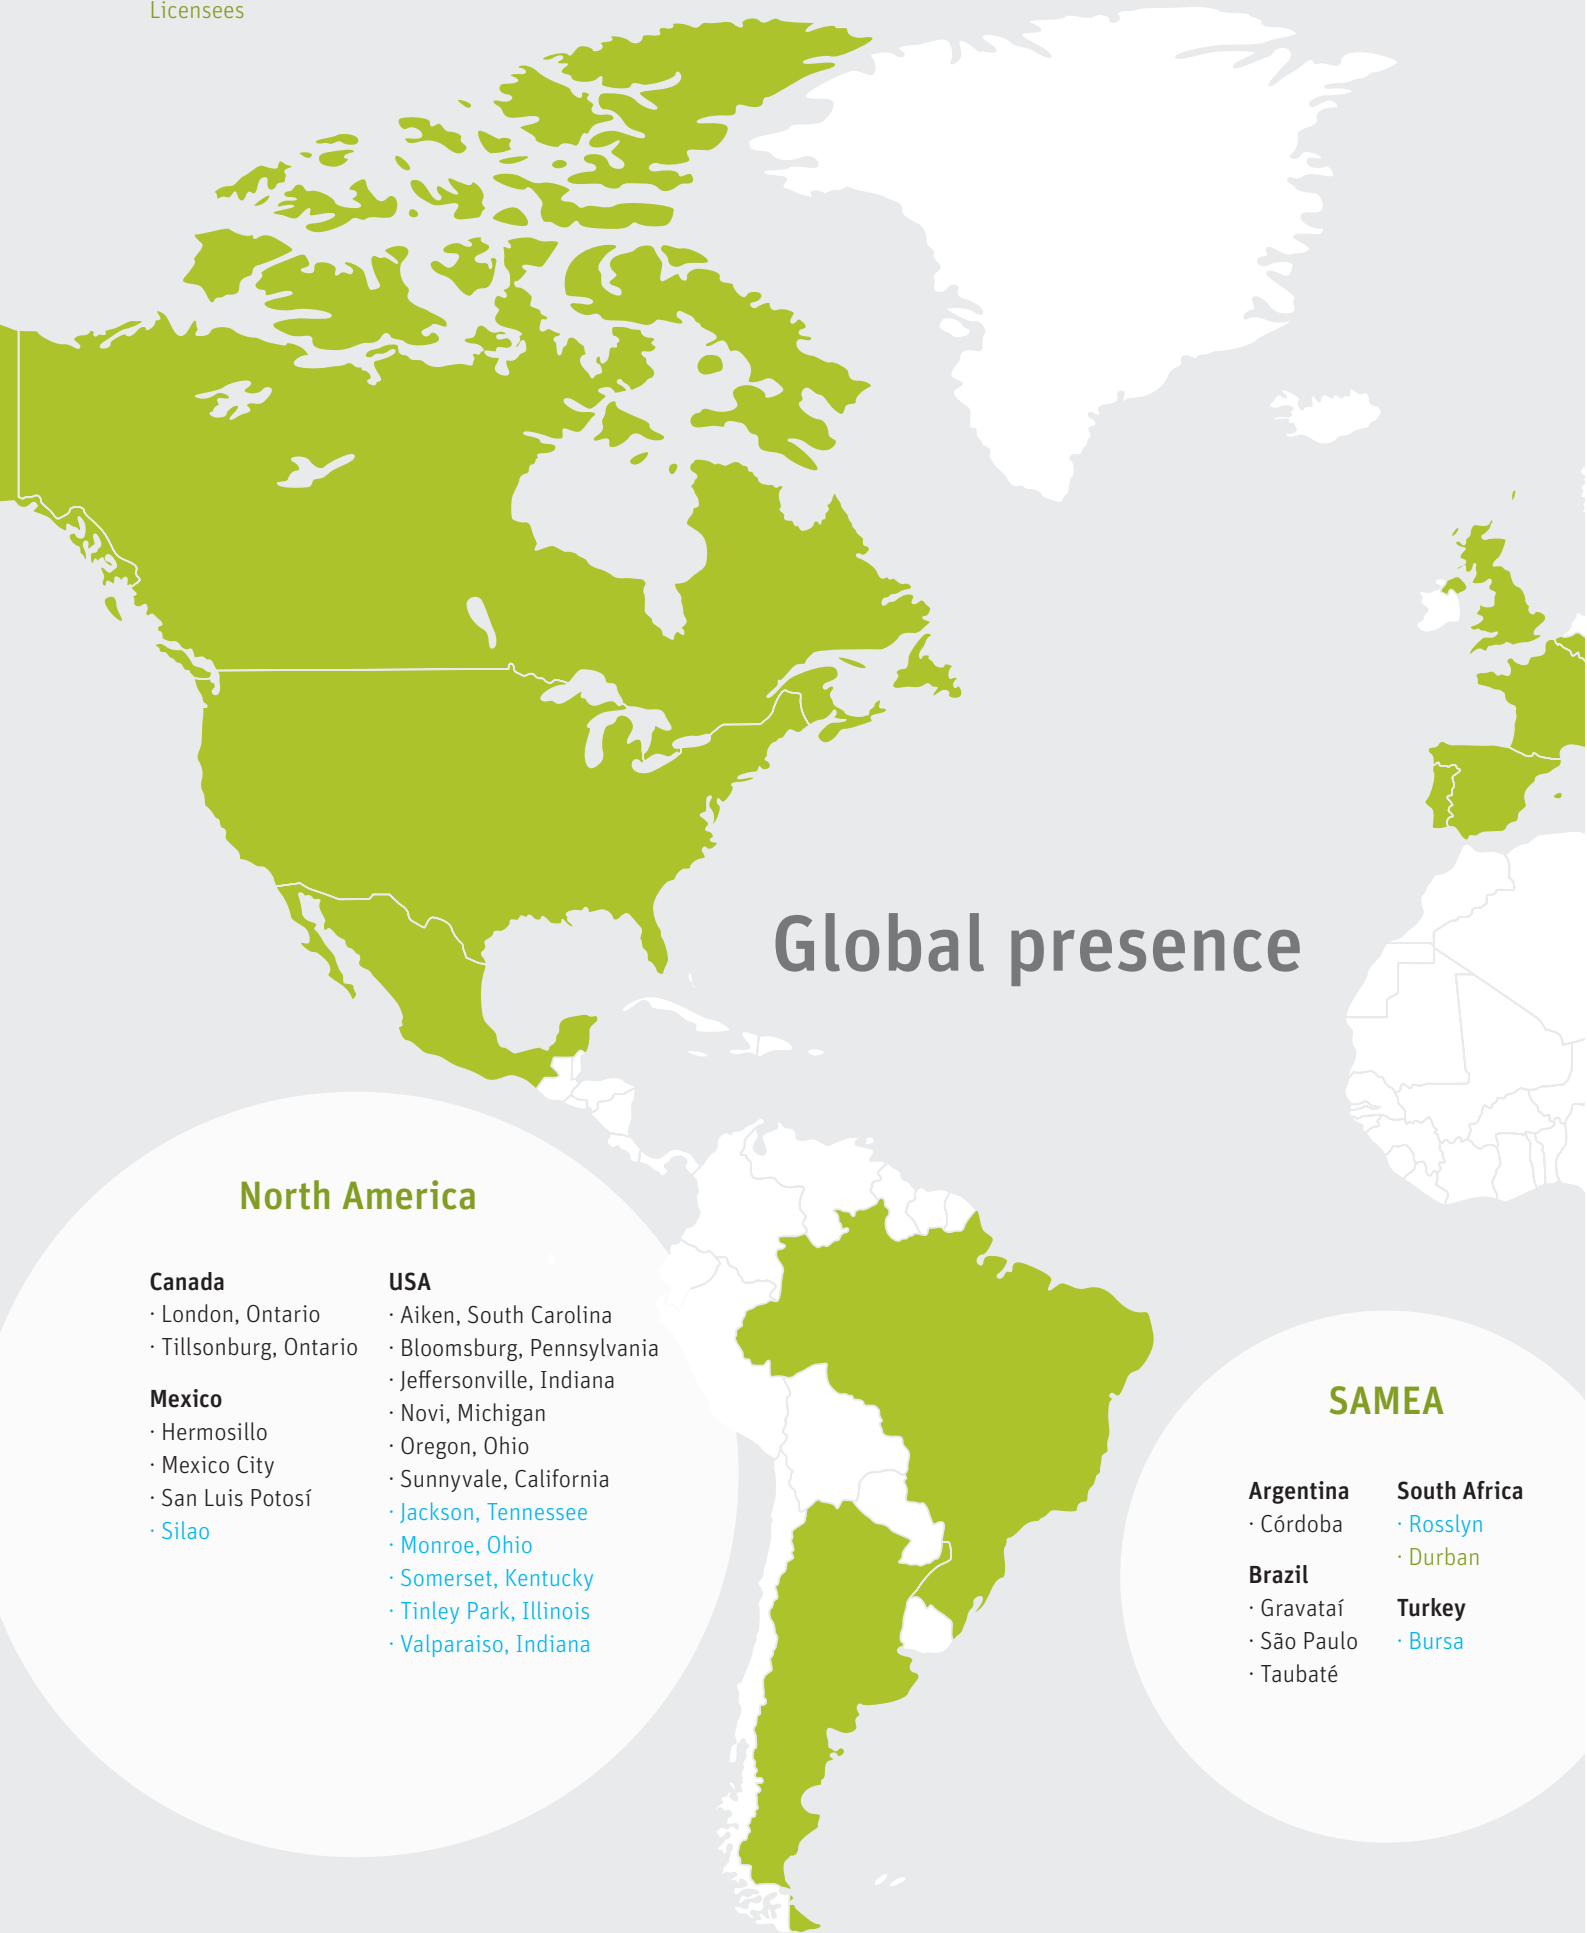 Licensees
Global presence
North America
Canada
· London, Ontario
· Tillsonburg, Ontario
Mexico
· Hermosillo
· Mexico City
· San Luis Potosí
· Silao
USA
· Aiken, South Carolina
· Bloomsburg, Pennsylvania
· Jeffersonville, Indiana
· Novi, Michigan
· Oregon, Ohio
· Sunnyvale, California
· Jackson, Tennessee
· Monroe, Ohio
· Somerset, Kentucky
· Tinley Park, Illinois
· Valparaiso, Indiana
SAMEA
Argentina
· Córdoba
Brazil
· Gravataí
· São Paulo
· Taubaté
South Africa
· Rosslyn
· Durban
Turkey
· Bursa